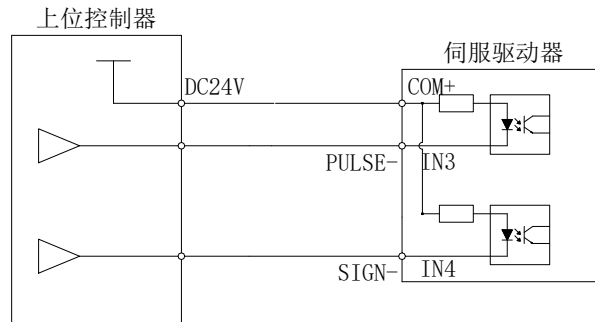 上位控制器
伺服驱动器
DC24V
COM+
PULSE-
IN3
SIGN-
IN4